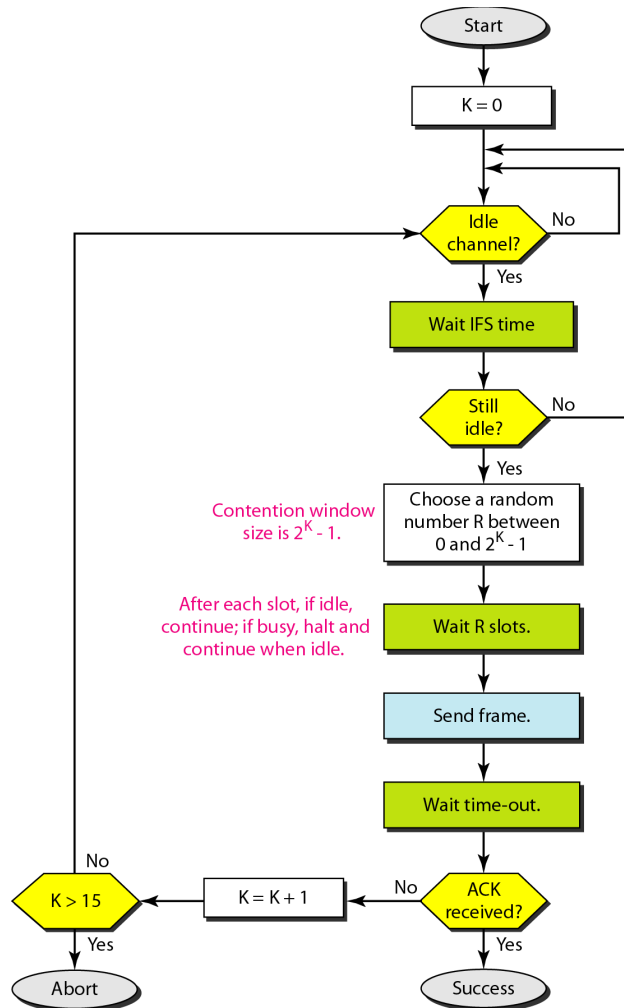 Start
K = 0
Idle
channel?
No
Yes
Wait IFS time
Still
idle?
No
Yes
Contention window
size is 2^K - 1.
Choose a random
number R between
0 and 2^K - 1
After each slot, if idle,
continue; if busy, halt and
continue when idle.
Wait R slots.
Send frame.
Wait time-out.
ACK
received?
No
K = K + 1
K > 15
No
Yes
Abort
Yes
Success